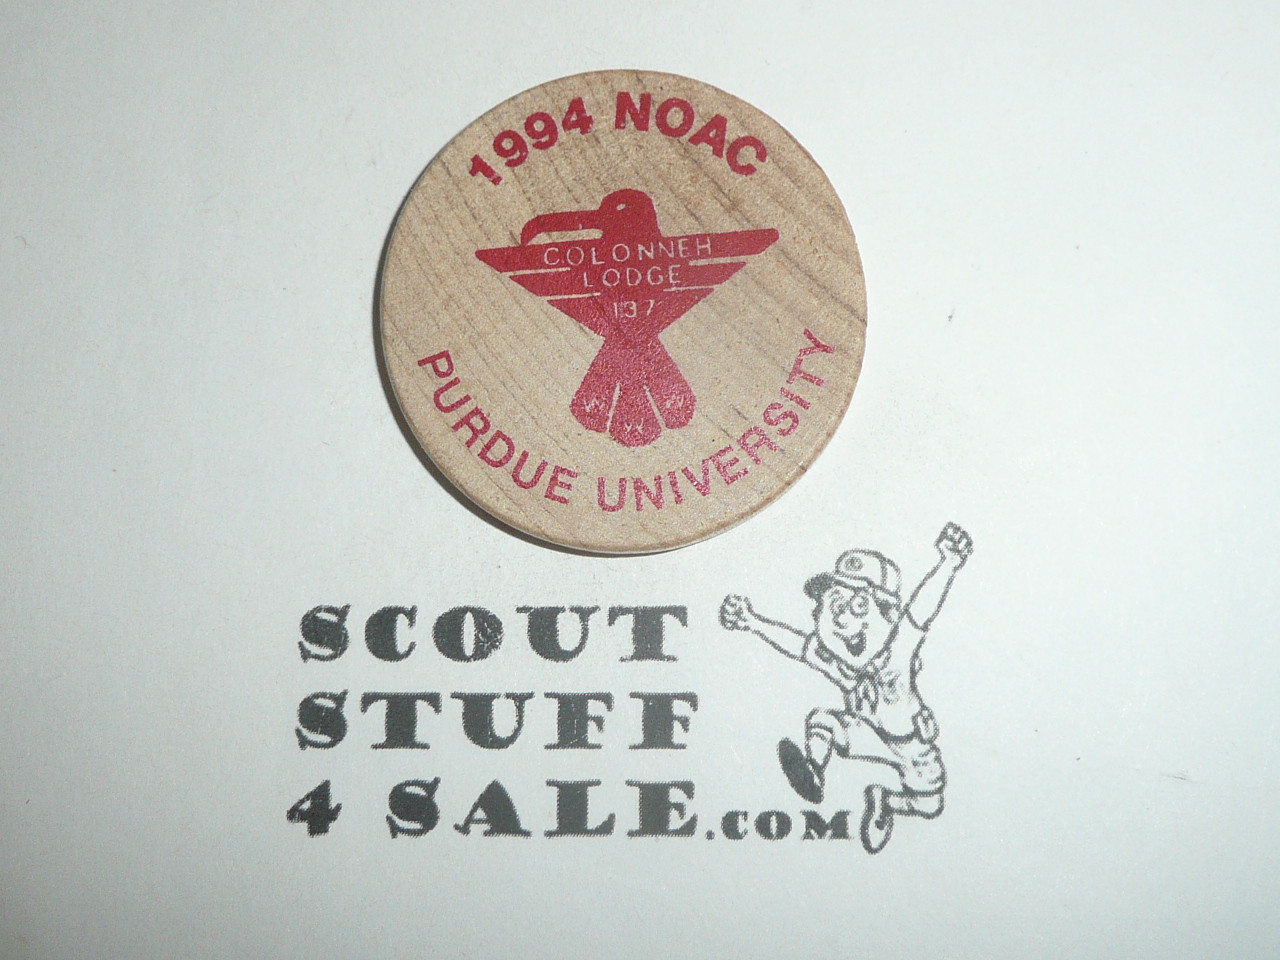 1994 NOAC
COLONNEH
LODGE
137
W W W
PURDUE UNIVERSITY
SCOUT
STUFF
4 SALE.COM